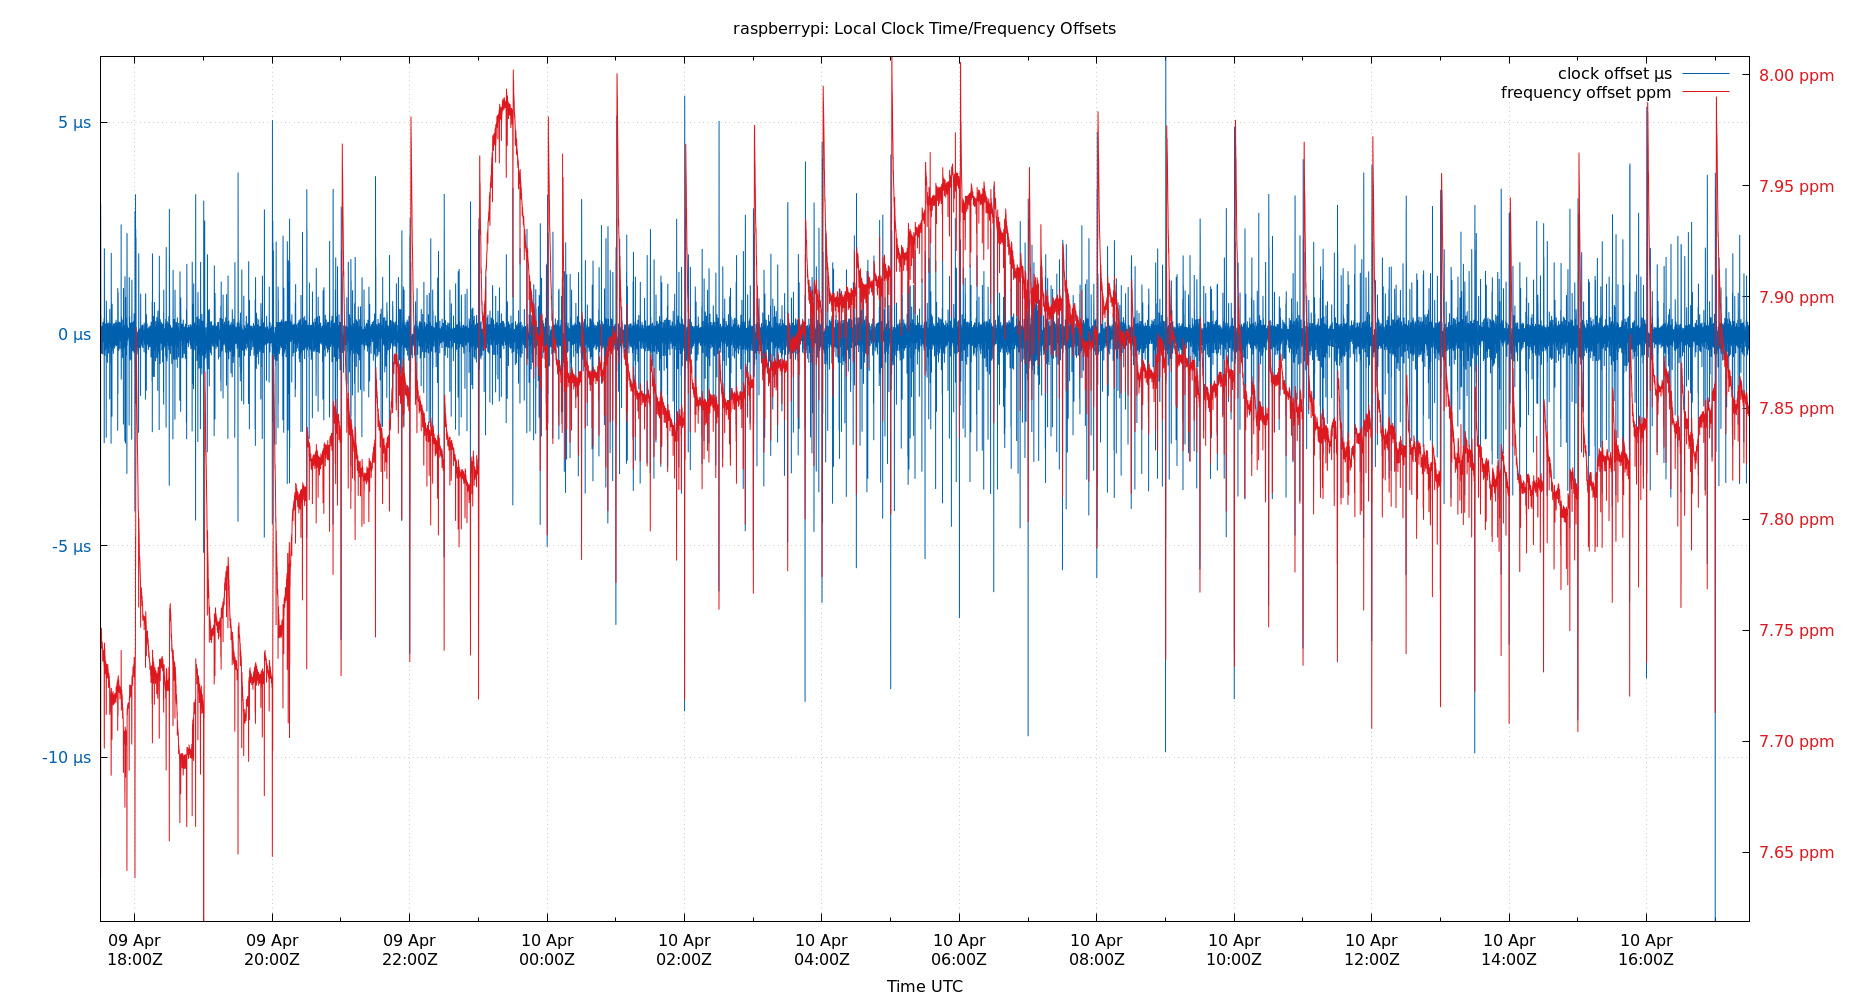 raspberrypi: Local Clock Time/Frequency Offsets
clock offset µs
frequency offset ppm
5 µs
0 µs
-5 µs
-10 µs
8.00 ppm
7.95 ppm
7.90 ppm
7.85 ppm
7.80 ppm
7.75 ppm
7.70 ppm
7.65 ppm
09 Apr 09 Apr 09 Apr 10 Apr 10 Apr 10 Apr 10 Apr 10 Apr 10 Apr 10 Apr 10 Apr 10 Apr
18:00Z 20:00Z 22:00Z 00:00Z 02:00Z 04:00Z 06:00Z 08:00Z 10:00Z 12:00Z 14:00Z 16:00Z
Time UTC